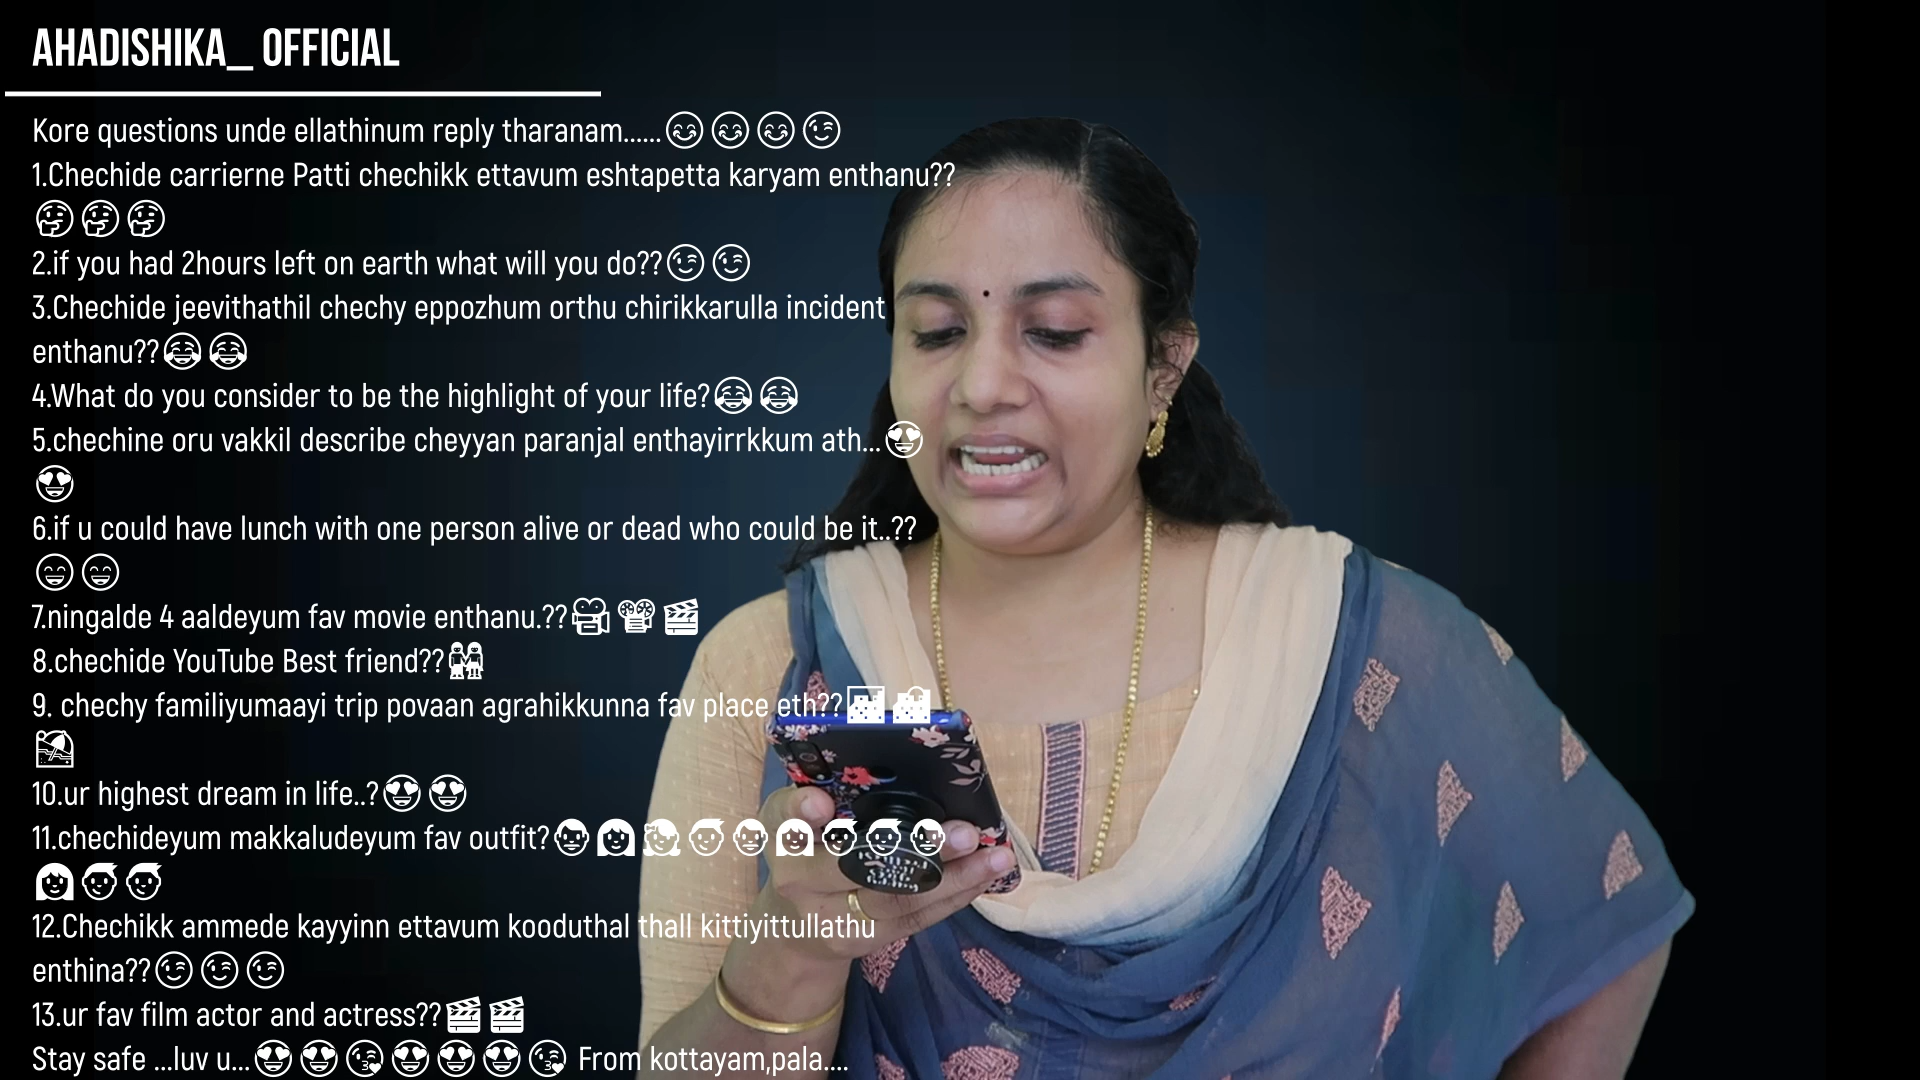 AHADISHIKA_ OFFICIAL
Kore questions unde ellathinum reply tharanam......😊😊😊😉
1.Chechide carrierne Patti chechikk ettavum eshtapetta karyam enthanu??
🤔🤔🤔
2.if you had 2hours left on earth what will you do??😉😉
3.Chechide jeevithathil chechy eppozhum orthu chirikkarulla incident
enthanu??😂😂
4.What do you consider to be the highlight of your life?😂😂
5.chechine oru vakkil describe cheyyan paranjal enthayirrkkum ath...😍
😍
6.if u could have lunch with one person alive or dead who could be it..??
😄😄
7.ningalde 4 aaldeyum fav movie enthanu.??🎥📽🎬
8.chechide YouTube Best friend??👭
9. chechy familiyumaayi trip povaan agrahikkunna fav place eth??
🏖
10.ur highest dream in life..?😍😍
11.chechideyum makkaludeyum fav outfit?👨👩👧👦👨👩👦👦👨
👩👦👦
12.Chechikk ammede kayyinn ettavum kooduthal thall kittiyittullathu
enthina??😉😉😉
13.ur fav film actor and actress??🎬🎬
Stay safe ...luv u...😍😍😘😍😍😍😘 From kottayam,pala....